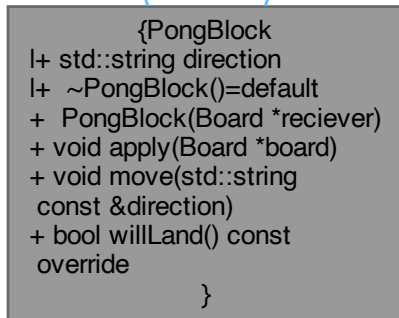 {PongBlock
l+ std::string direction
l+ ~PongBlock()=default
+ PongBlock(Board *reciever)
+ void apply(Board *board)
+ void move(std::string
const &direction)
+ bool willLand() const
override
}